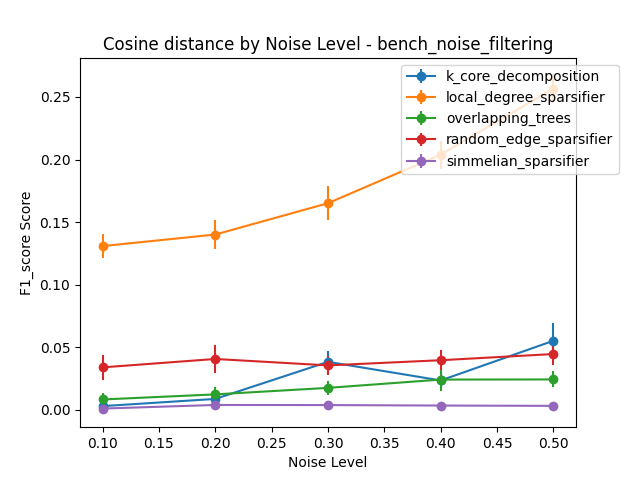 Cosine distance by Noise Level - bench_noise_filtering
k_core_decomposition
local_degree_sparsifier
overlapping_trees
random_edge_sparsifier
simmelian_sparsifier
F1_score Score
0.25
0.20
0.15
0.10
0.05
0.00
0.10 0.15 0.20 0.25 0.30 0.35 0.40 0.45 0.50
Noise Level